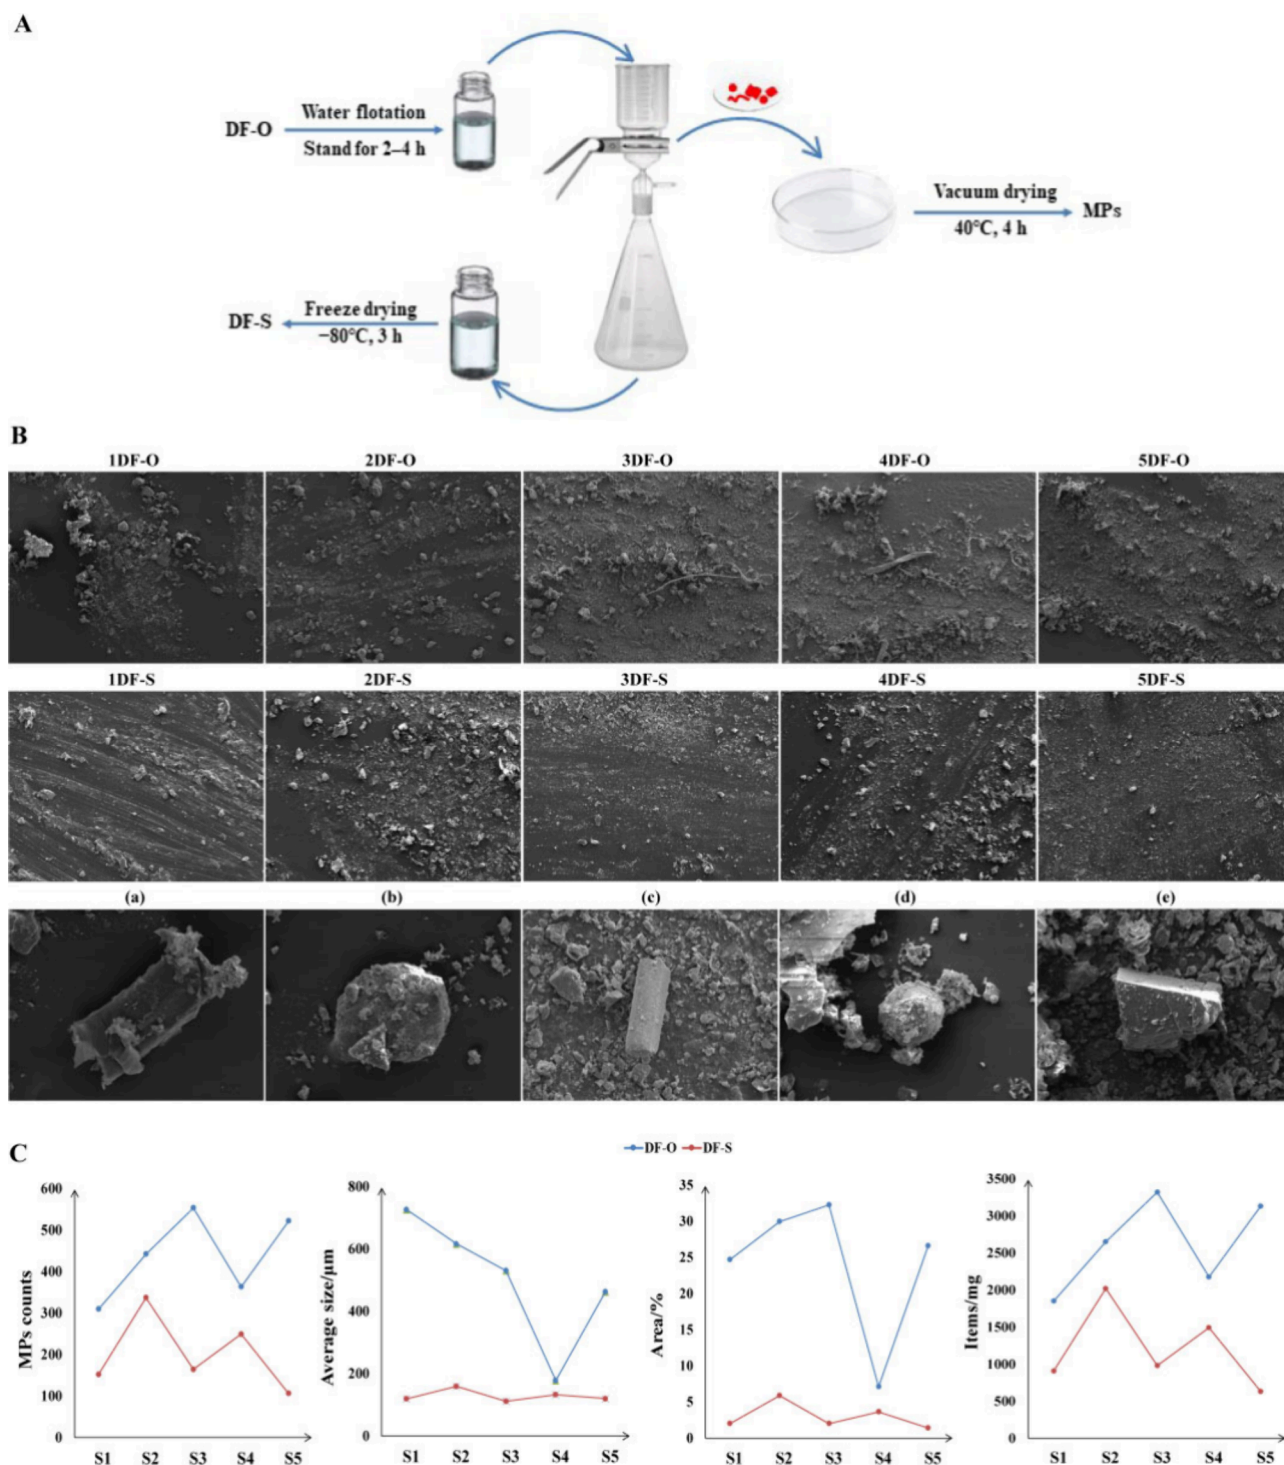 A
DF-O
Water flotation
Stand for 2–4 h
Vacuum drying
40°C, 4 h
MPs
DF-S
Freeze drying
−80°C, 3 h
B
1DF-O 2DF-O 3DF-O 4DF-O 5DF-O
1DF-S 2DF-S 3DF-S 4DF-S 5DF-S
(a) (b) (c) (d) (e)
C
DF-O DF-S
MPs counts
600
500
400
300
200
100
0
S1 S2 S3 S4 S5
Average size/μm
800
600
400
200
0
S1 S2 S3 S4 S5
Area/%
35
30
25
20
15
10
5
0
S1 S2 S3 S4 S5
Items/mg
3500
3000
2500
2000
1500
1000
500
0
S1 S2 S3 S4 S5